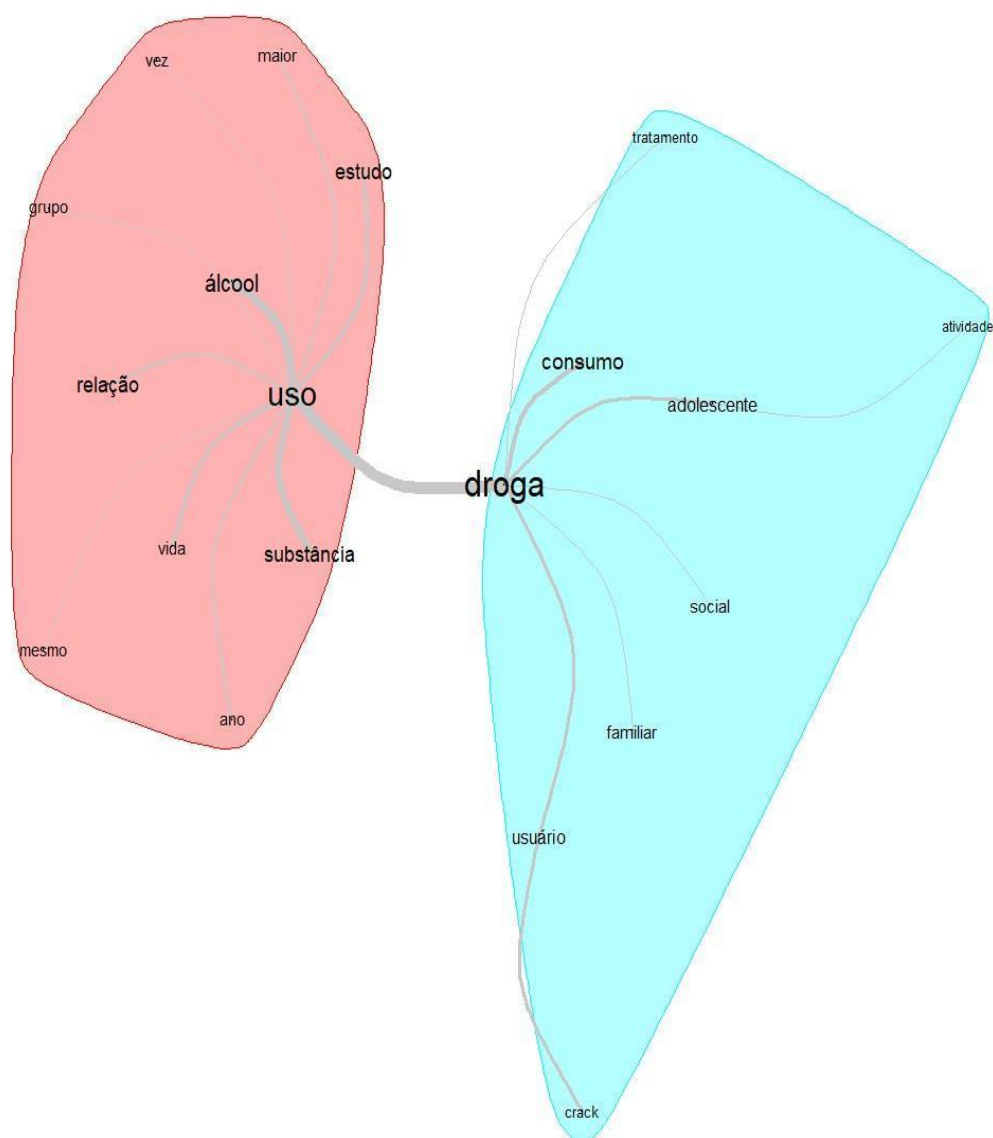 vez
maior
estudo
grupo
álcool
relação
uso
vida
substância
mesmo
ano
tratamento
atividade
consumo
adolescente
droga
social
familiar
usuário
crack